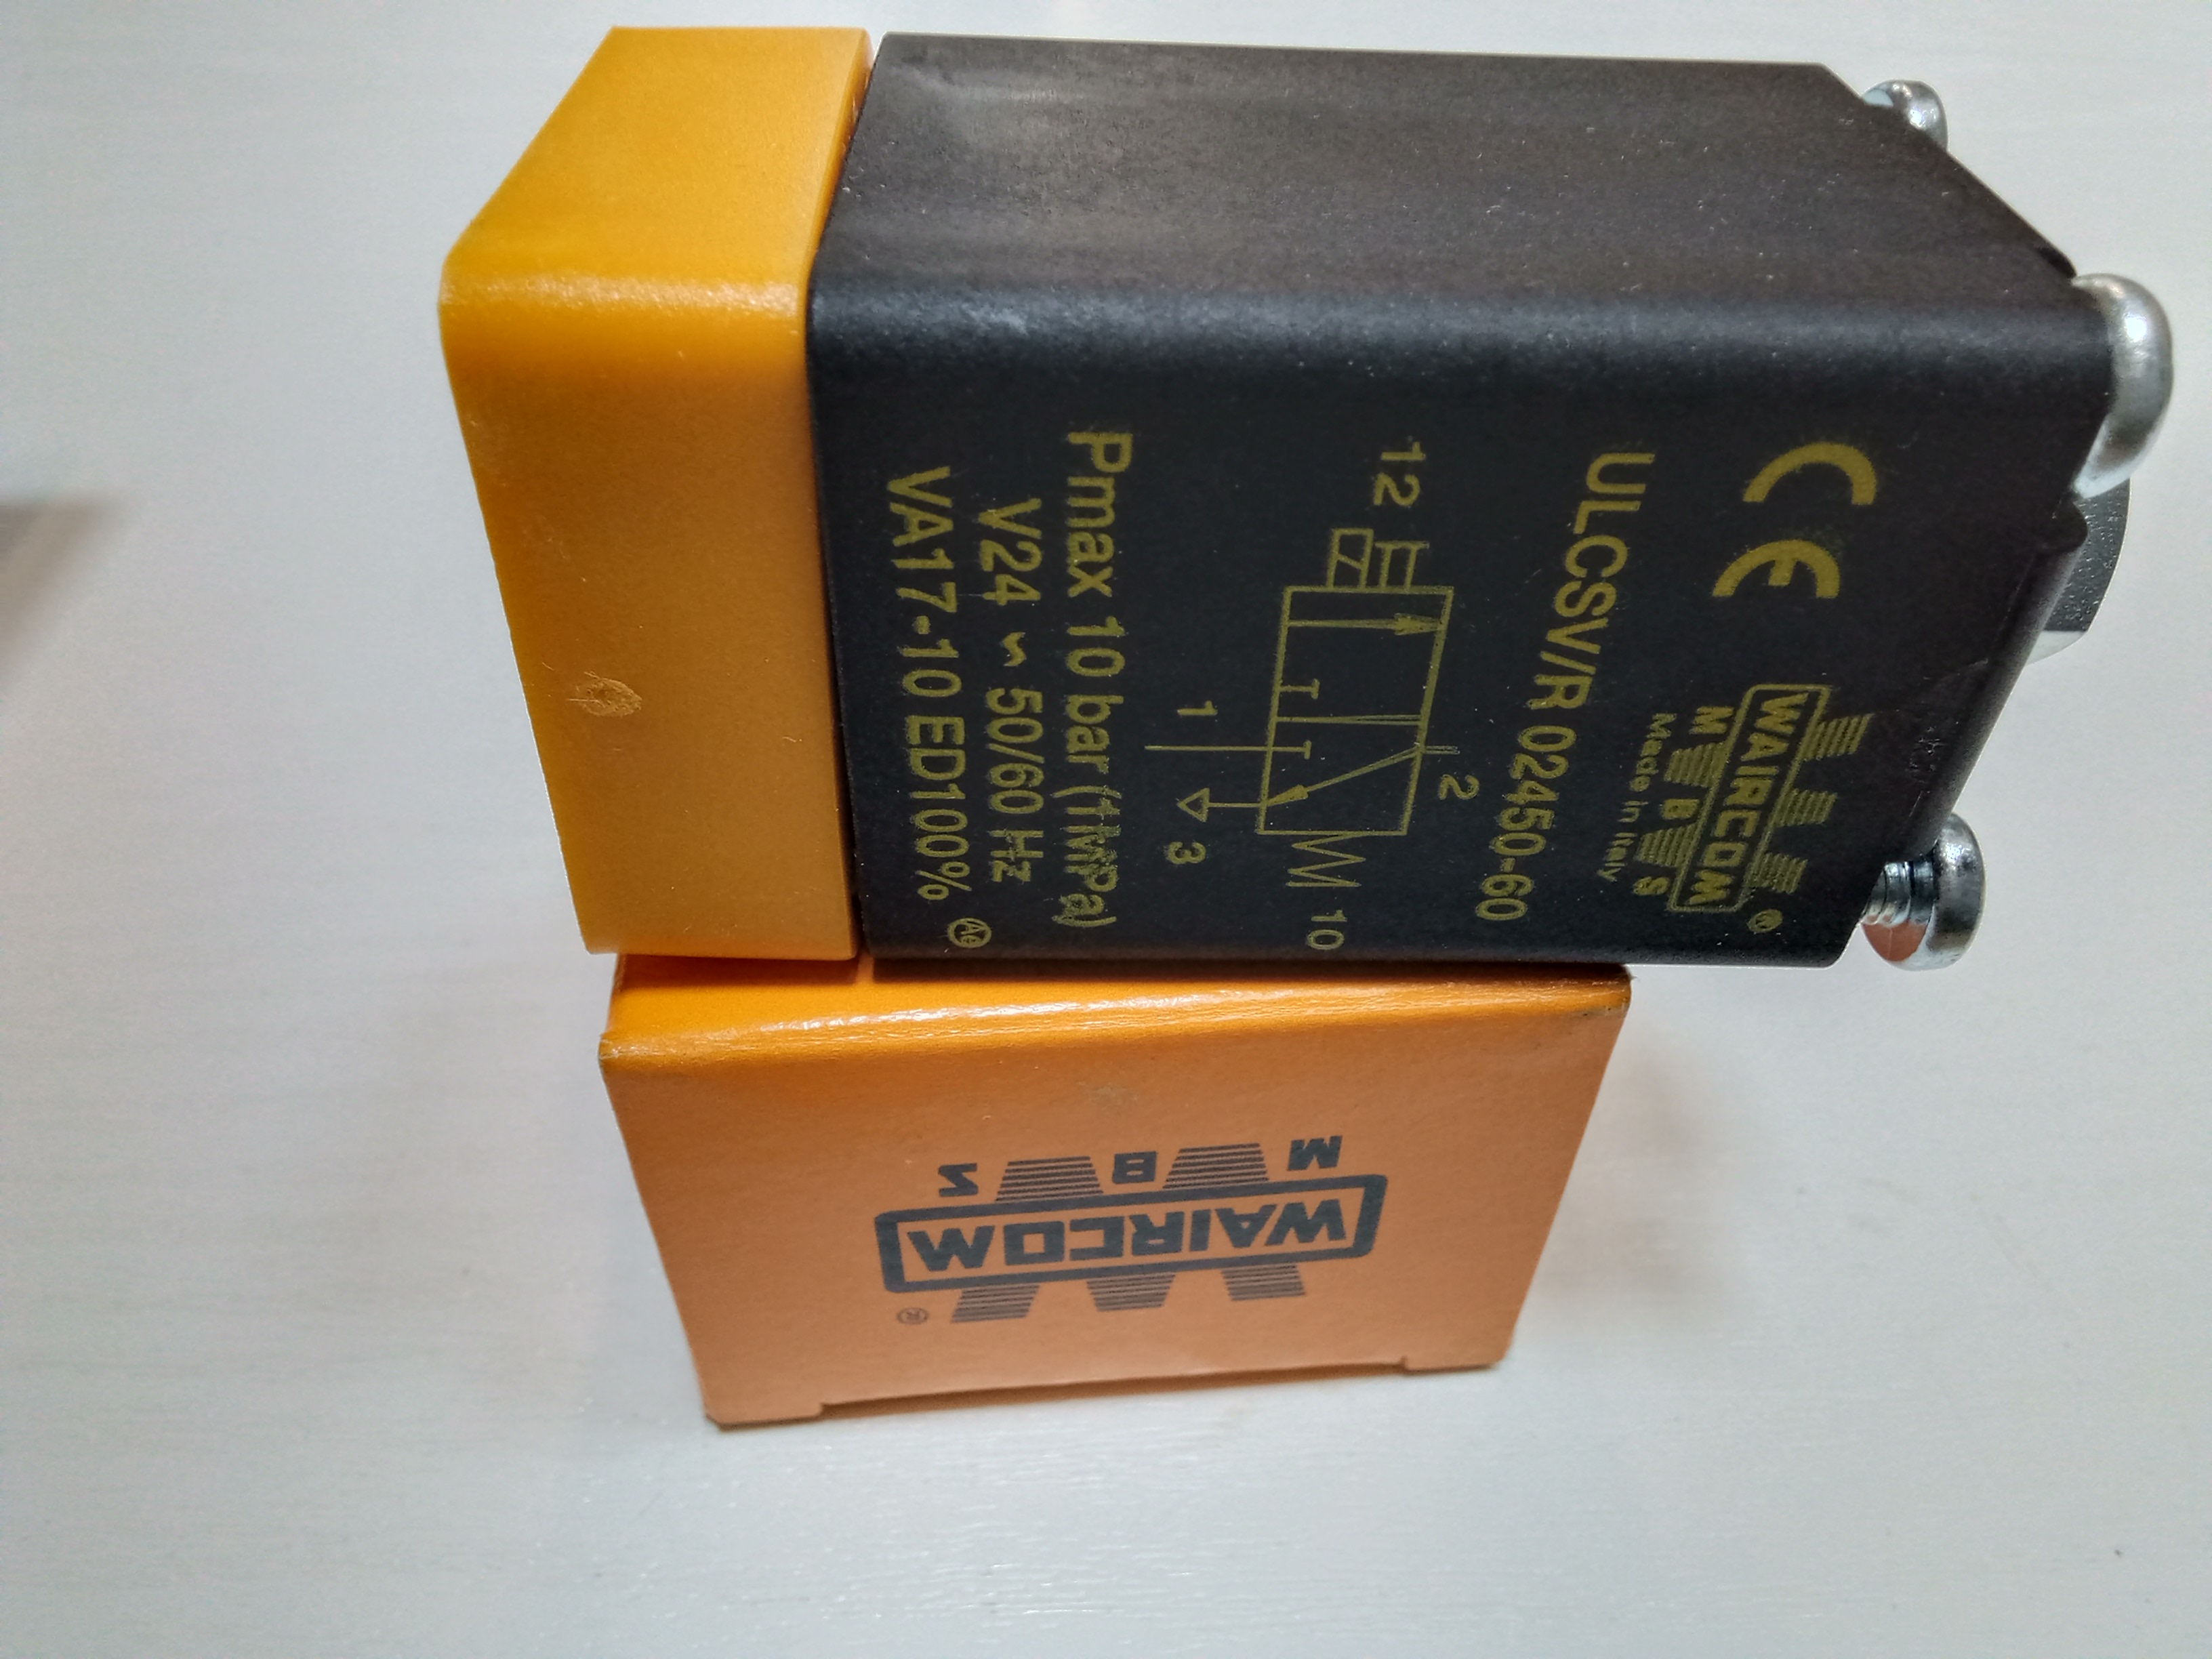 CE
WAIRCOM ®
M B S
Made in Italy
ULCSV/R 02450-60
2
12
10
1
3
Pmax 10 bar (1MPa)
V24 ~ 50/60 Hz
VA17-10 ED100%
M B S
WAIRCOM
®